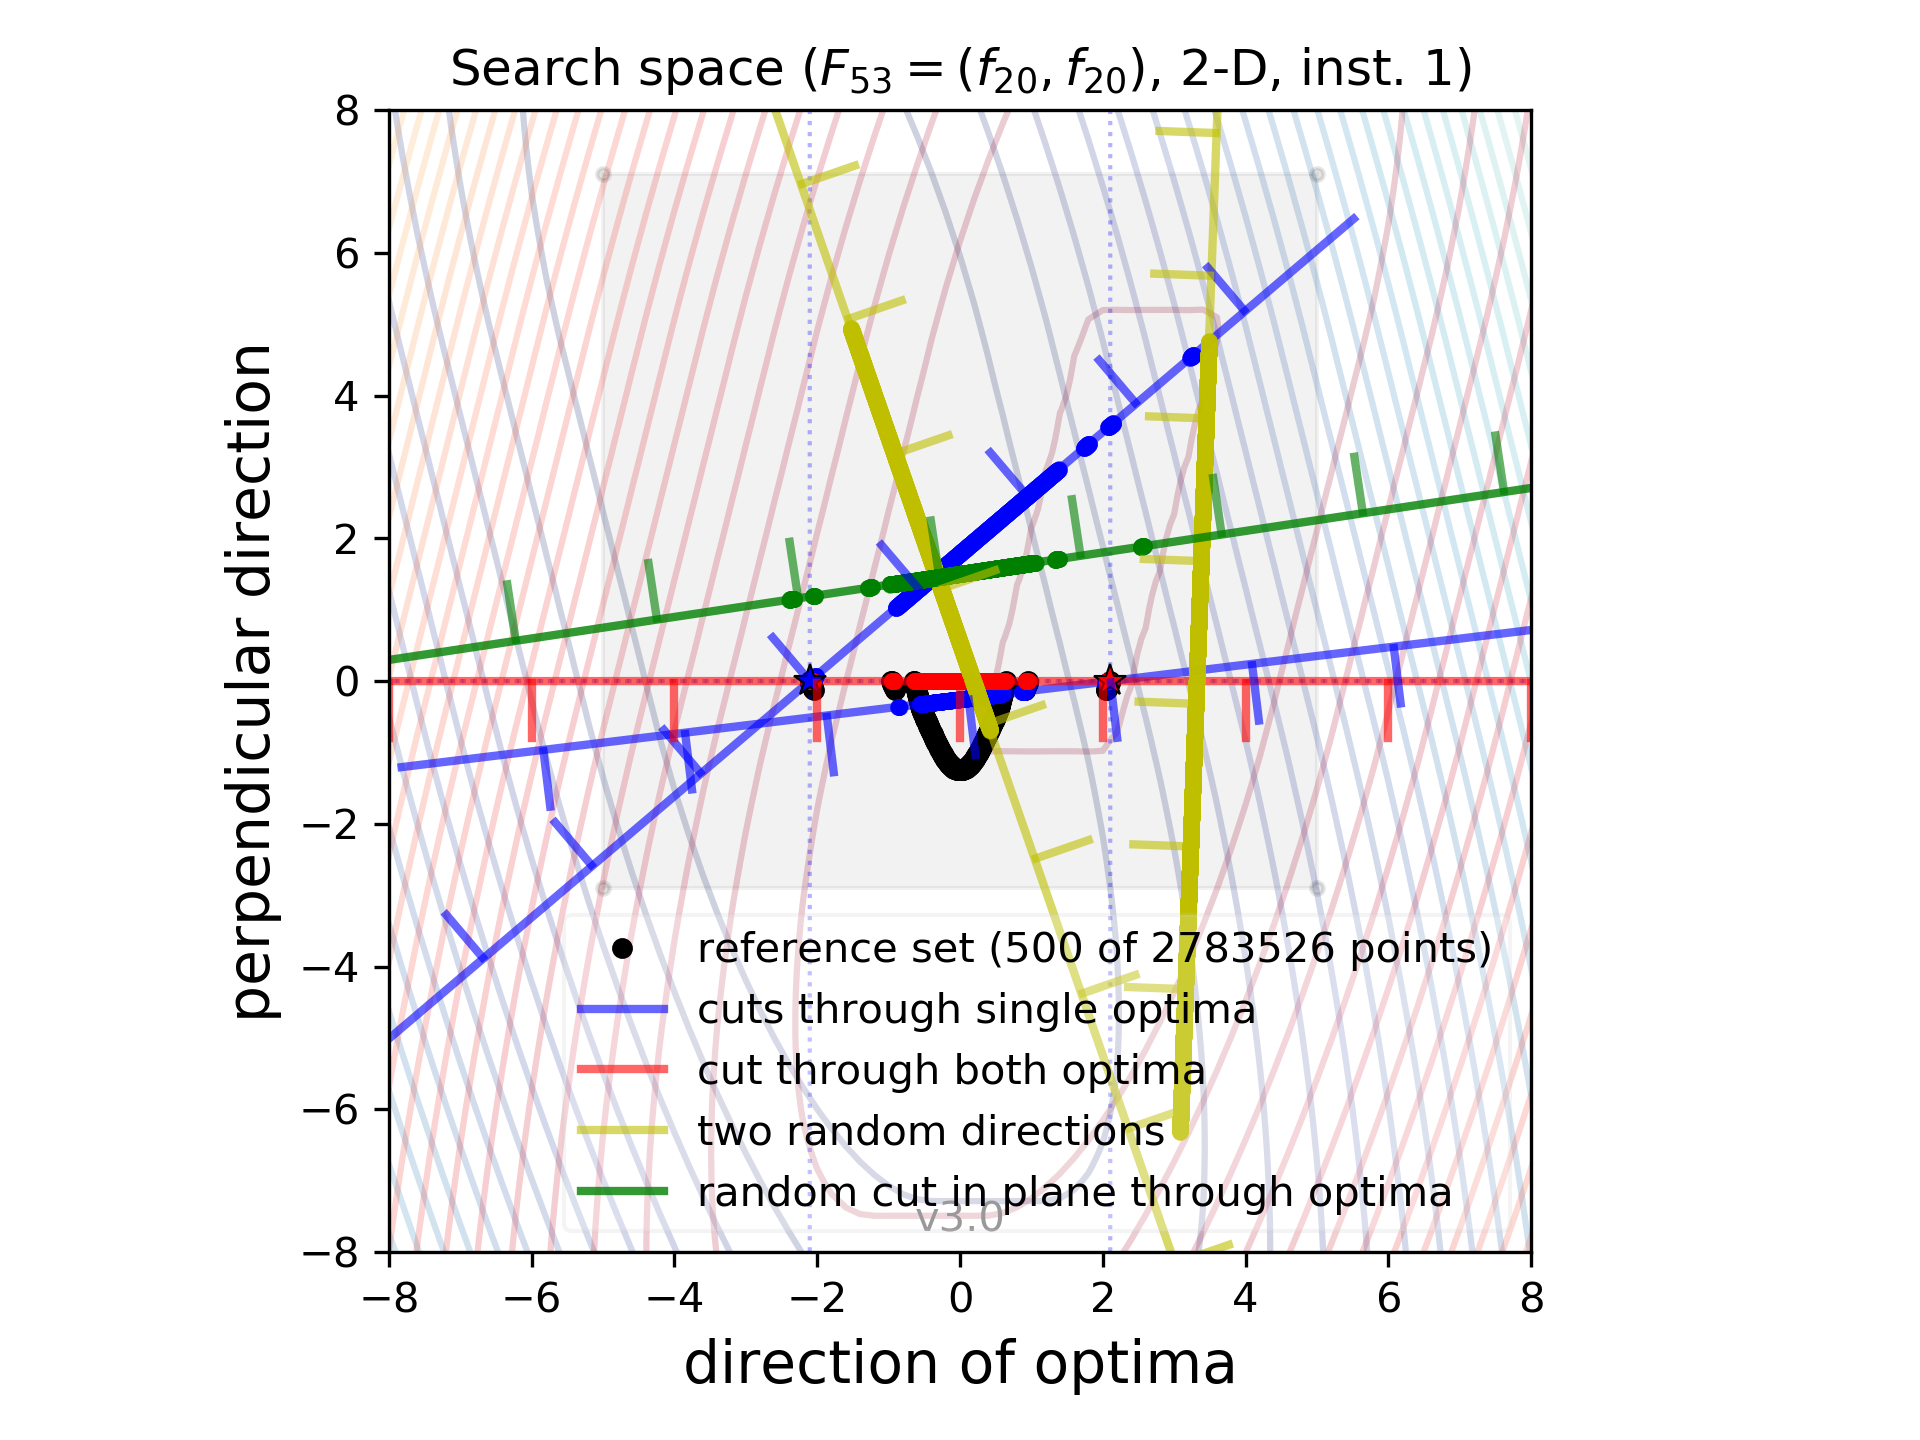 Search space (F53 = (f20, f20), 2-D, inst. 1)
8
6
4
2
0
−2
−4
−6
−8
perpendicular direction
reference set (500 of 2783526 points)
cuts through single optima
cut through both optima
two random directions
random cut in plane through optima
v3.0
−8 −6 −4 −2 0 2 4 6 8
direction of optima